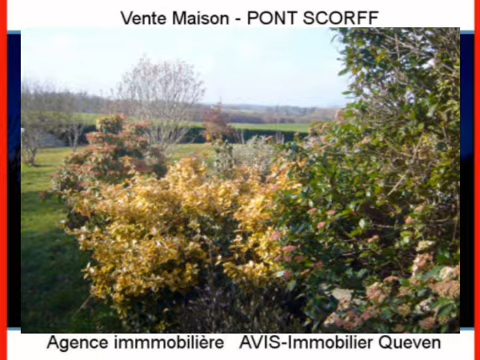 Vente Maison - PONT SCORFF
Agence immmobilière AVIS-Immobilier Queven